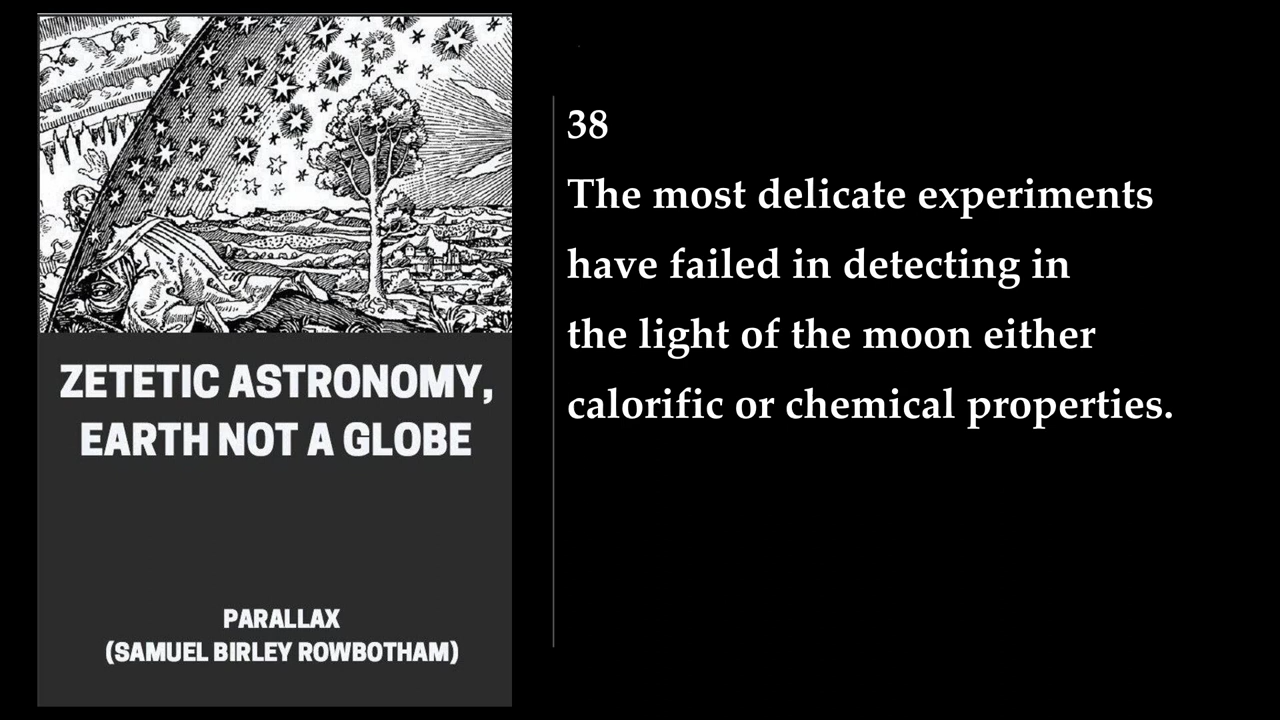 ZETETIC ASTRONOMY,
EARTH NOT A GLOBE
PARALLAX
(SAMUEL BIRLEY ROWBOTHAM)
38
The most delicate experiments
have failed in detecting in
the light of the moon either
calorific or chemical properties.